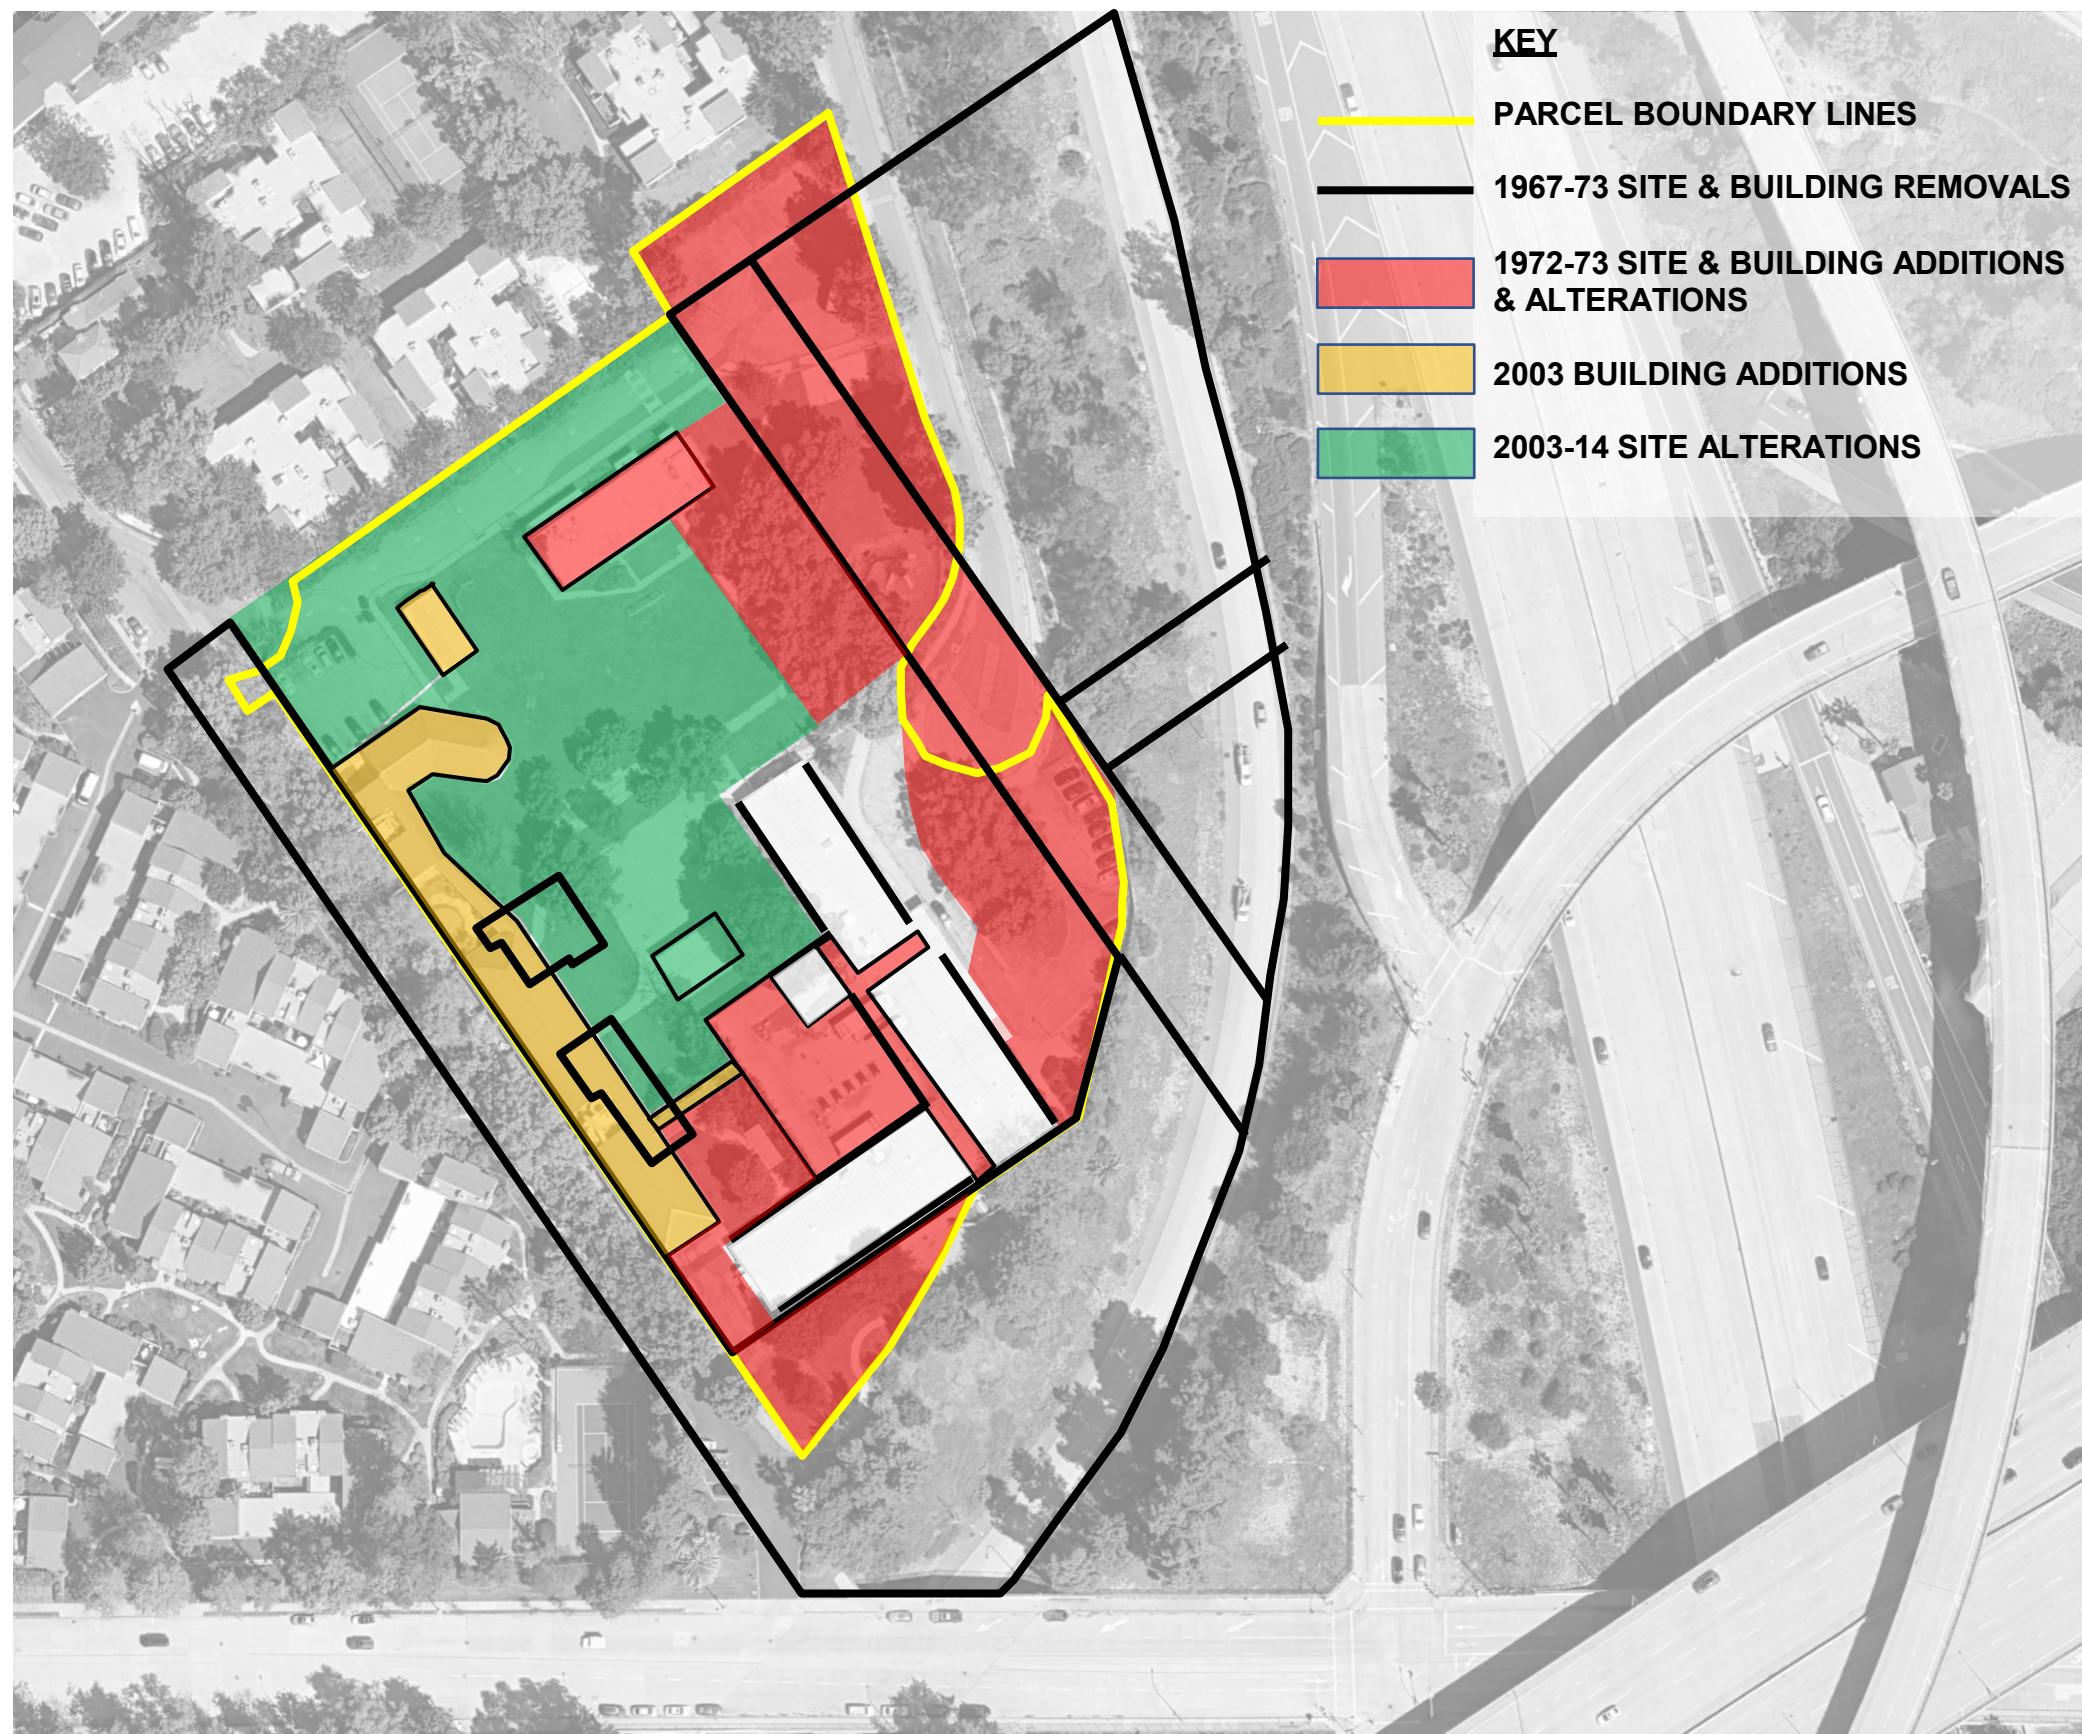 KEY
PARCEL BOUNDARY LINES
1967-73 SITE & BUILDING REMOVALS
1972-73 SITE & BUILDING ADDITIONS
& ALTERATIONS
2003 BUILDING ADDITIONS
2003-14 SITE ALTERATIONS